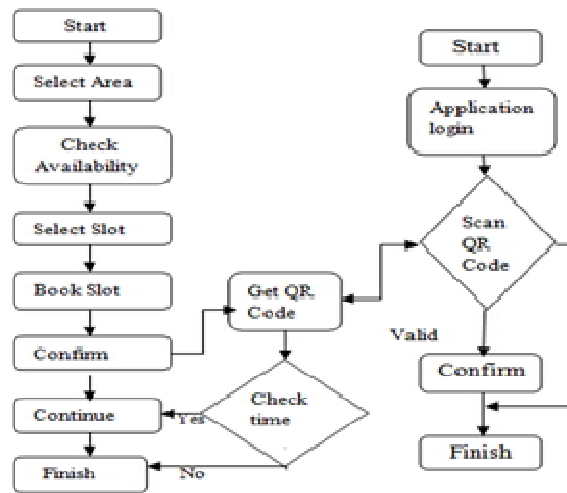 Start
Select Area
Check
Availability
Select Slot
Book Slot
Confirm
Continue
Finish
Get QR
Code
Check
time
Yes
No
Start
Application
login
Scan
QR
Code
Valid
Confirm
Finish